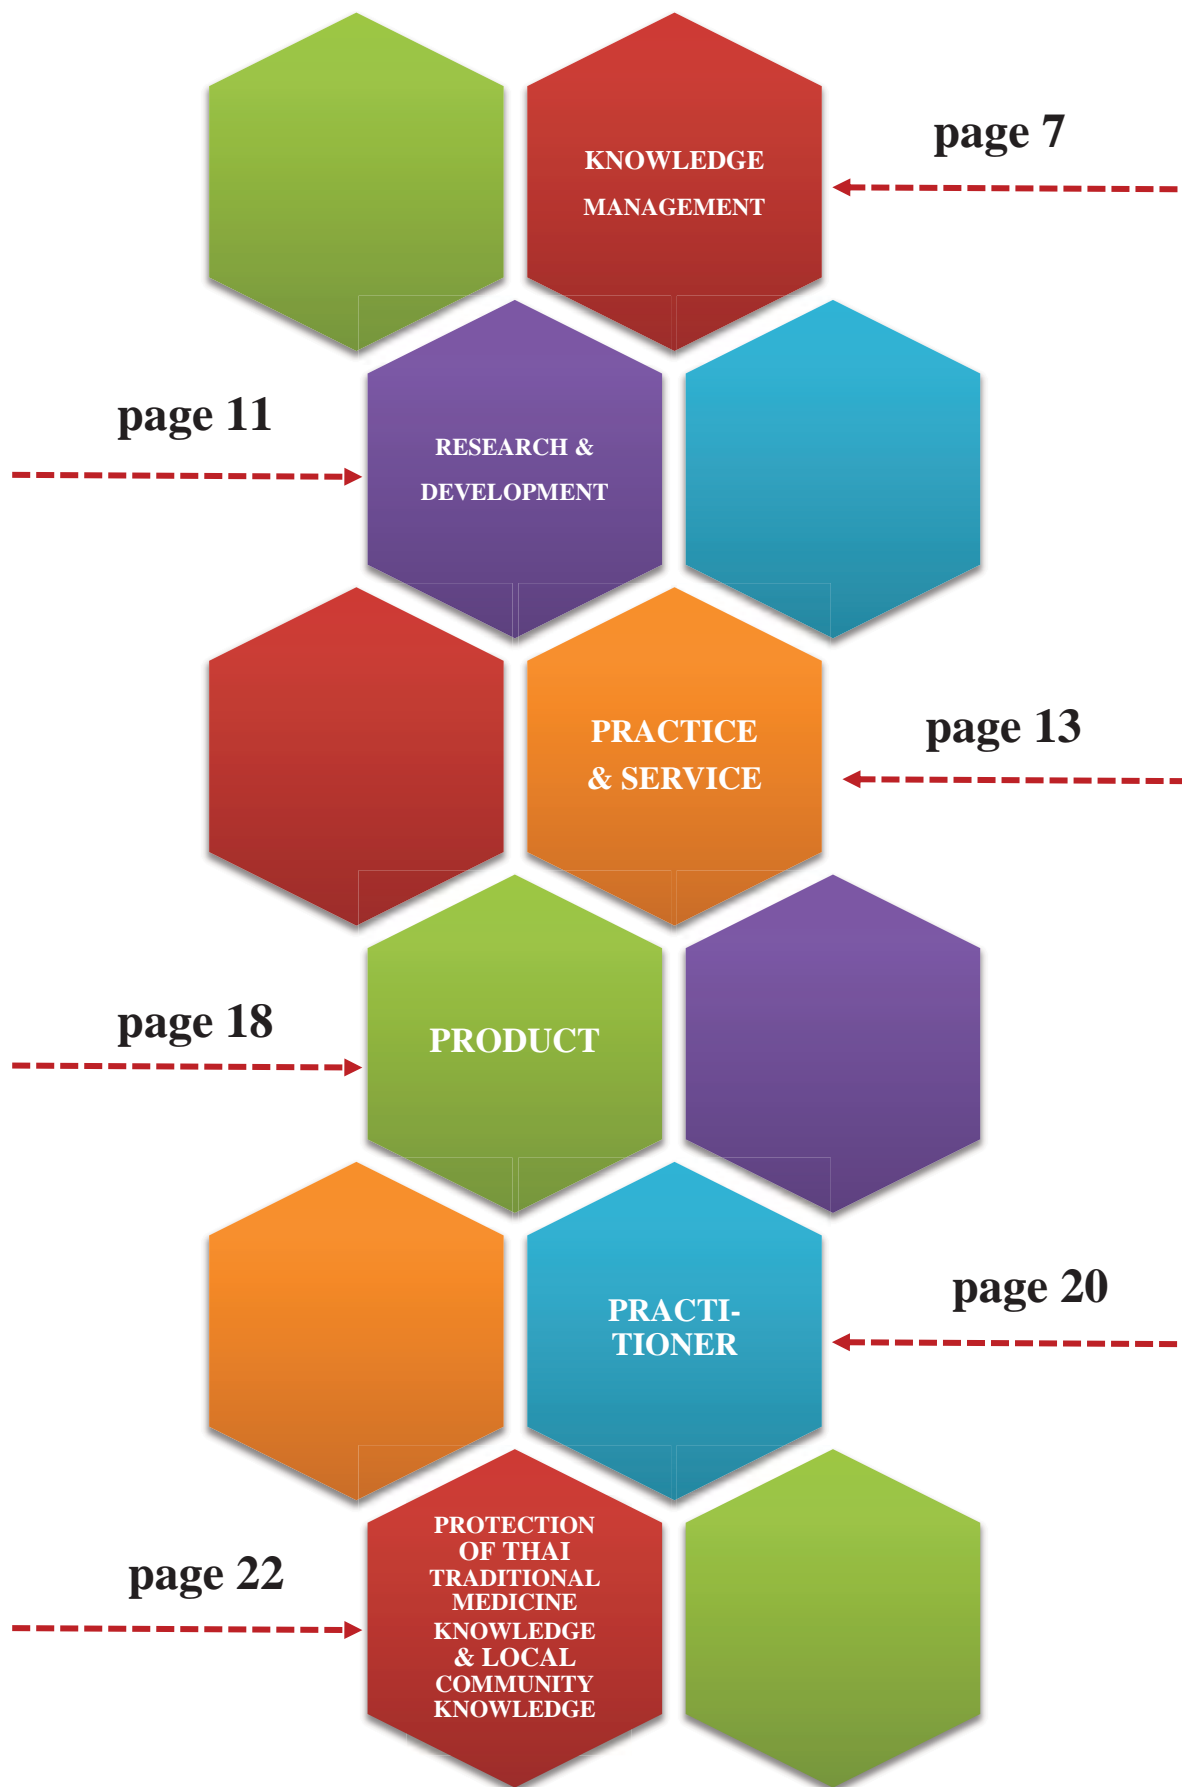 page 7
KNOWLEDGE
MANAGEMENT
page 11
RESEARCH &
DEVELOPMENT
page 13
PRACTICE
& SERVICE
page 18
PRODUCT
page 20
PRACTI-
TIONER
page 22
PROTECTION
OF THAI
TRADITIONAL
MEDICINE
KNOWLEDGE
& LOCAL
COMMUNITY
KNOWLEDGE